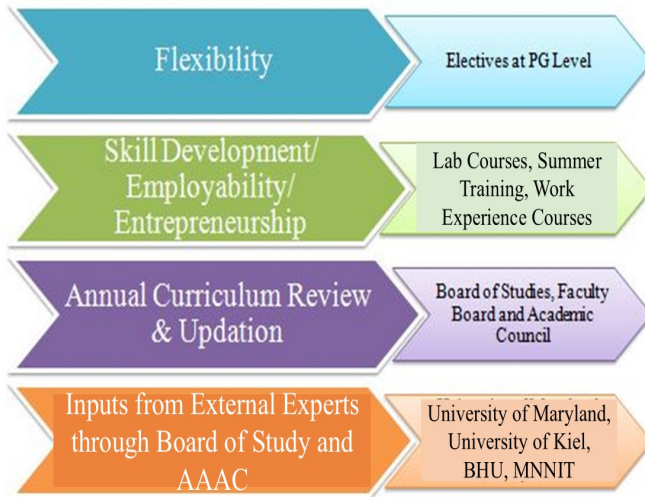 Flexibility
Electives at PG Level
Skill Development/
Employability/
Entrepreneurship
Lab Courses, Summer
Training, Work
Experience Courses
Annual Curriculum Review
& Updation
Board of Studies, Faculty
Board and Academic
Council
Inputs from External Experts
through Board of Study and
AAAC
University of Maryland,
University of Kiel,
BHU, MNNIT